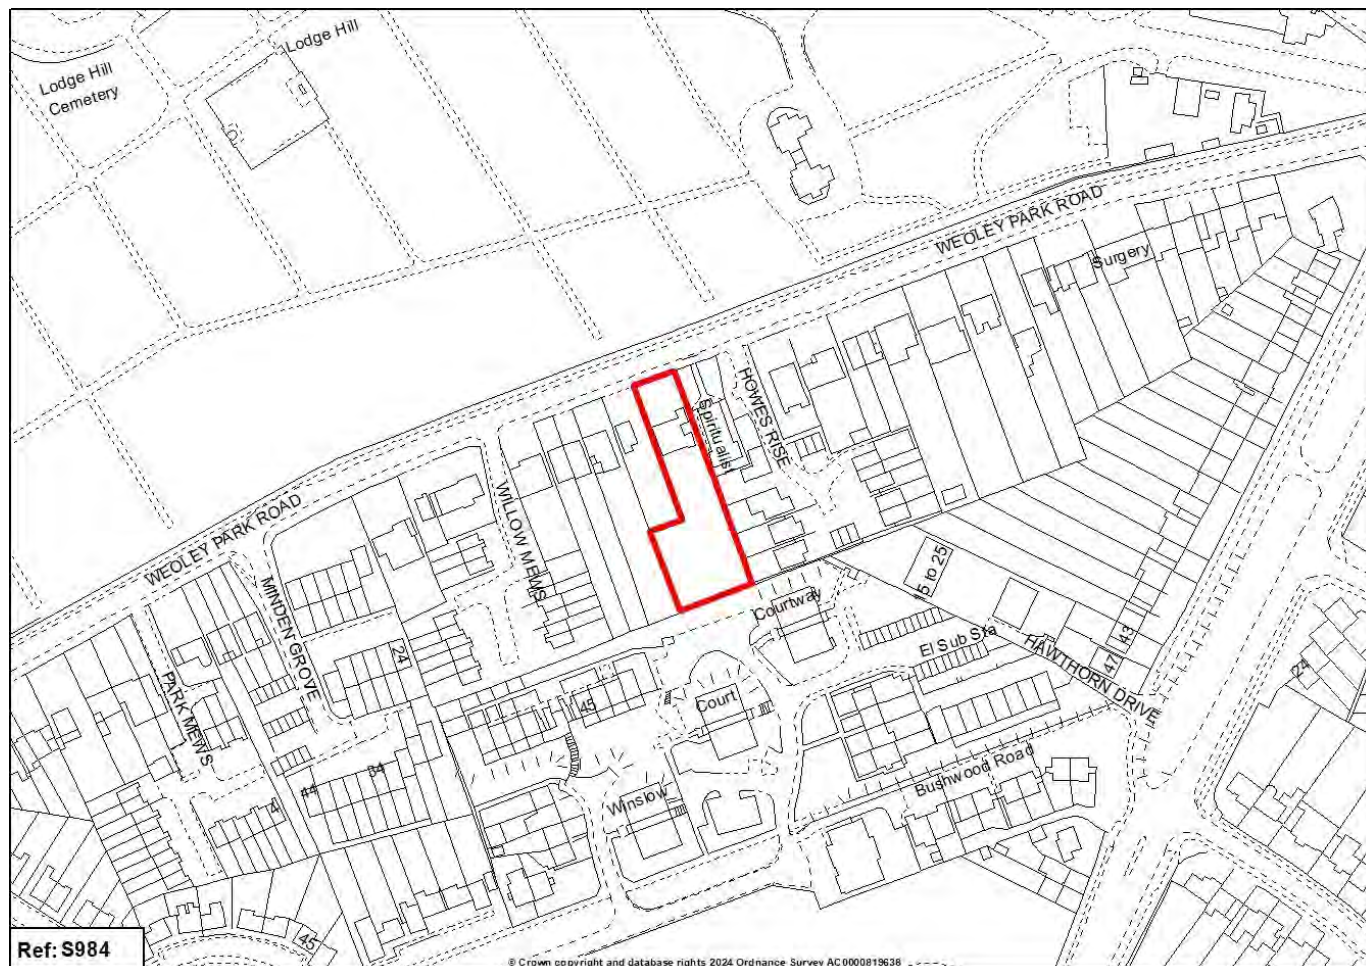 Lodge Hill
Lodge Hill
Cemetery
WEOLEY PARK ROAD
Surgery
HOWES RISE
Spiritualist
WILLOW MEWS
WEOLEY PARK ROAD
MINDEN GROVE
PARK MEWS
24
34
44
4
45
Courtway
15 to 25
El Sub Sta
HAWTHORN DRIVE
43
47
24
45
Court
Winslow
Bushwood Road
Ref: S984
© Crown copyright and database rights 2024 Ordnance Survey AC0000819638